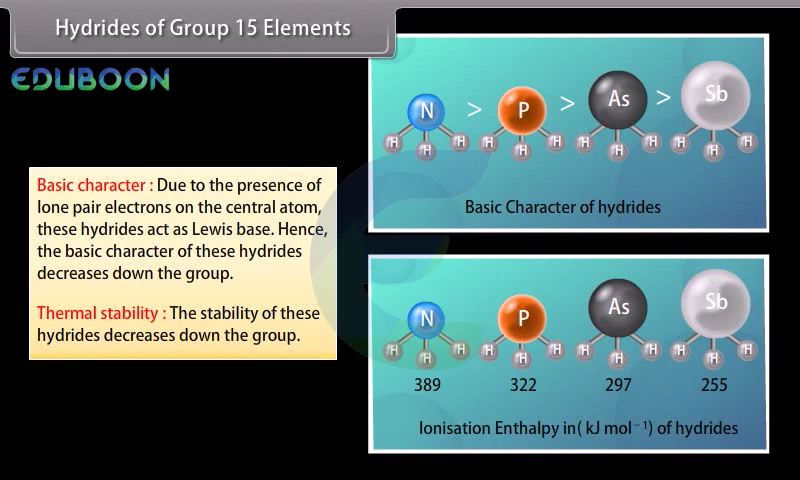 Hydrides of Group 15 Elements
EDUBOON
Basic character : Due to the presence of
lone pair electrons on the central atom,
these hydrides act as Lewis base. Hence,
the basic character of these hydrides
decreases down the group.
Thermal stability : The stability of these
hydrides decreases down the group.
N > P > As > Sb
H H H H H H H H H H H H
Basic Character of hydrides
N P As Sb
H H H H H H H H H H H H
389 322 297 255
Ionisation Enthalpy in( kJ mol⁻¹) of hydrides